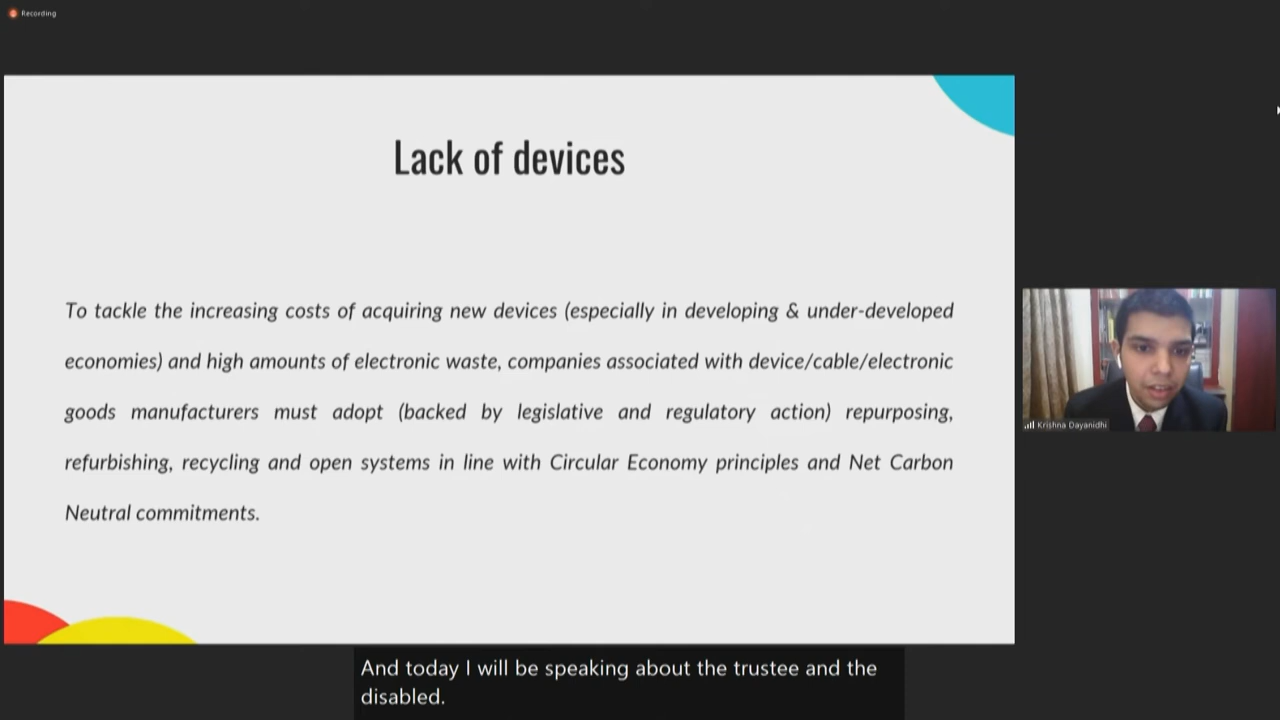 Recording
Lack of devices
To tackle the increasing costs of acquiring new devices (especially in developing & under-developed
economies) and high amounts of electronic waste, companies associated with device/cable/electronic
goods manufacturers must adopt (backed by legislative and regulatory action) repurposing,
refurbishing, recycling and open systems in line with Circular Economy principles and Net Carbon
Neutral commitments.
Krishna Dayanidhi
And today I will be speaking about the trustee and the
disabled.